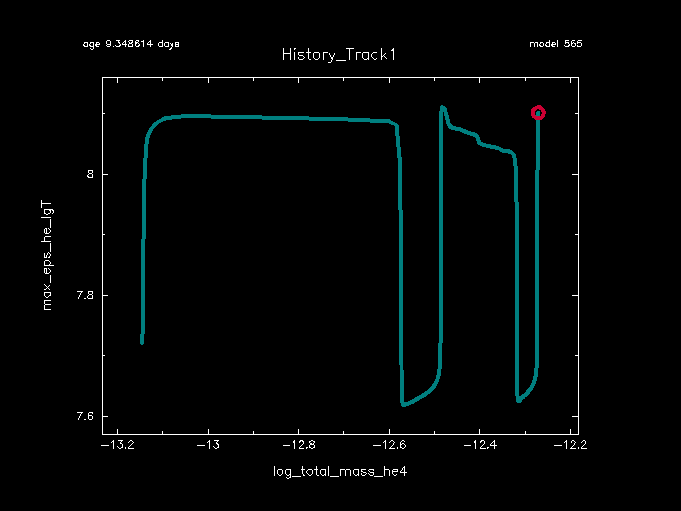 age 9.348614 days
model 565
History_Track1
8
7.8
7.6
max_eps_he_lgT
−13.2
−13
−12.8
−12.6
−12.4
−12.2
log_total_mass_he4